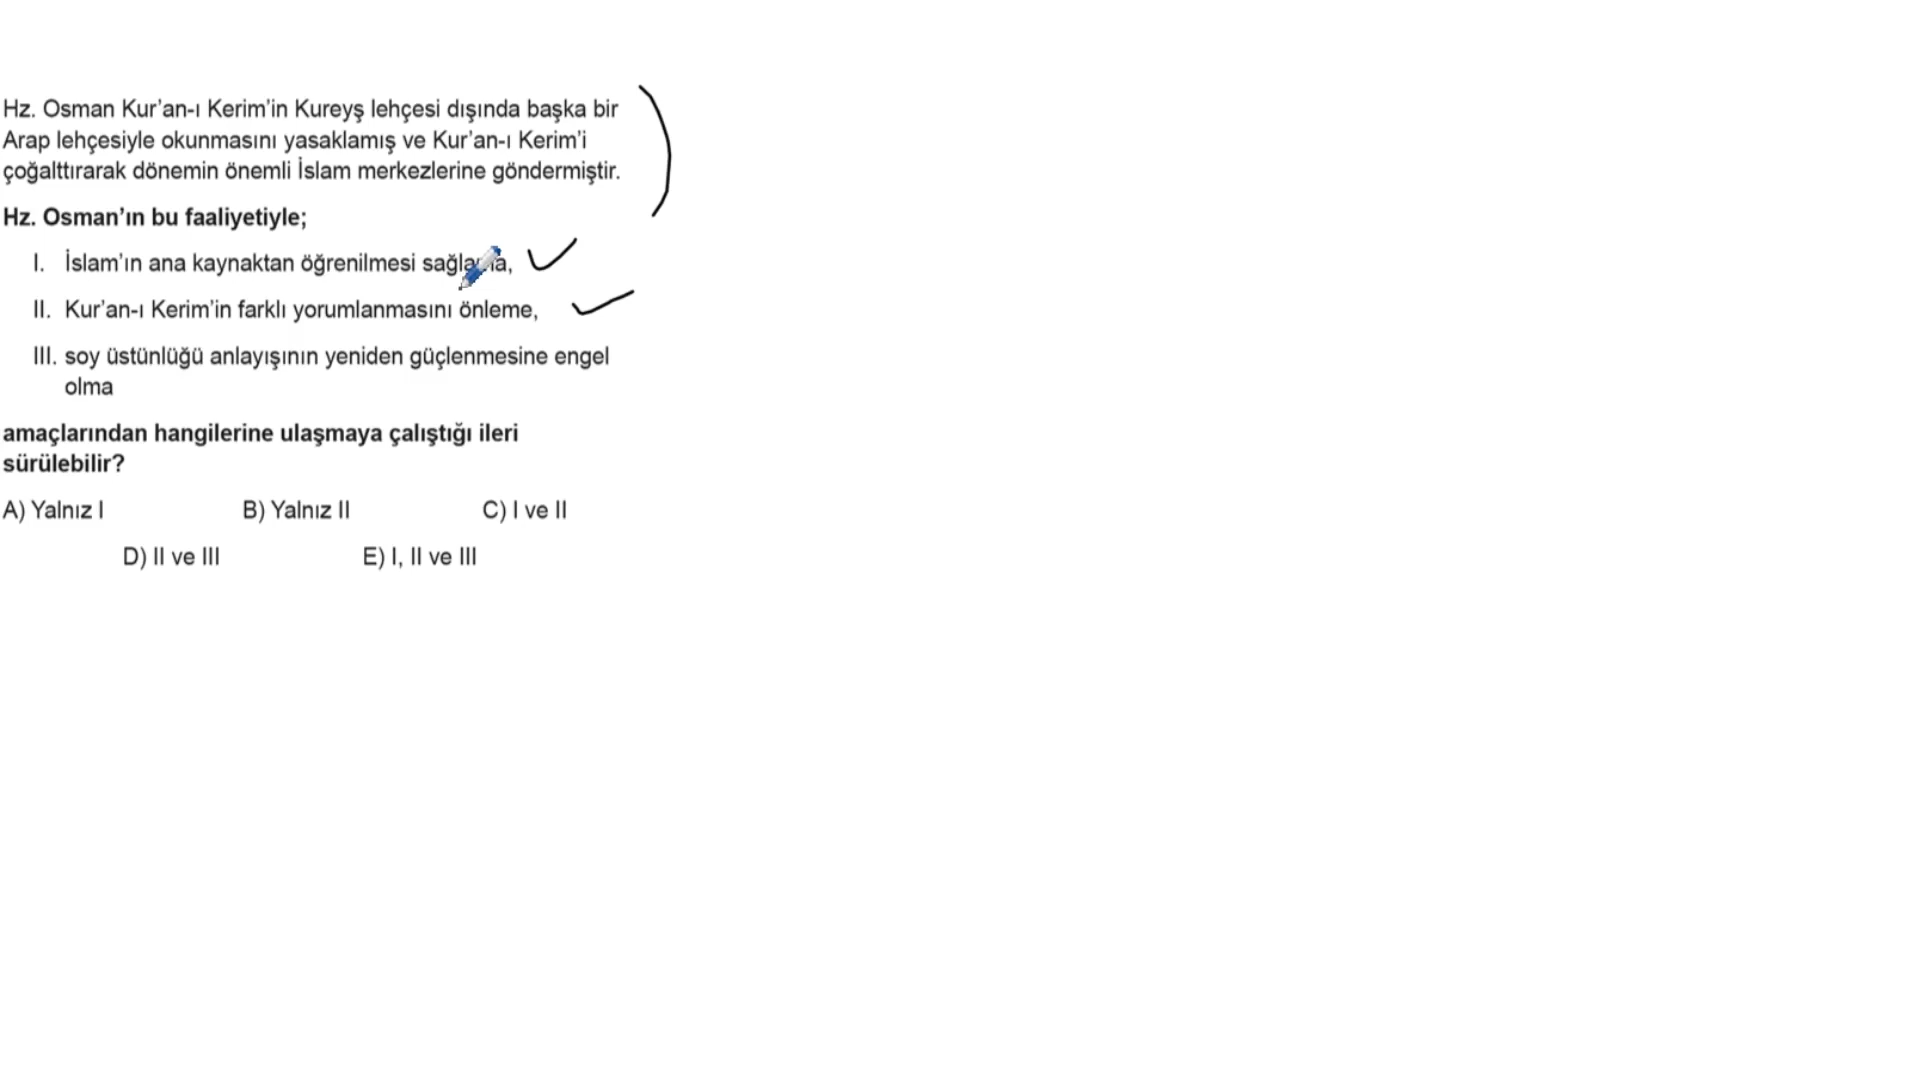 Hz. Osman Kur’an-ı Kerim’in Kureyş lehçesi dışında başka bir
Arap lehçesiyle okunmasını yasaklamış ve Kur’an-ı Kerim’i
çoğalttırarak dönemin önemli İslam merkezlerine göndermiştir.
Hz. Osman’ın bu faaliyetiyle;
I. İslam’ın ana kaynaktan öğrenilmesi sağlama,
II. Kur’an-ı Kerim’in farklı yorumlanmasını önleme,
III. soy üstünlüğü anlayışının yeniden güçlenmesine engel
olma
amaçlarından hangilerine ulaşmaya çalıştığı ileri
sürülebilir?
A) Yalnız I B) Yalnız II C) I ve II
D) II ve III E) I, II ve III